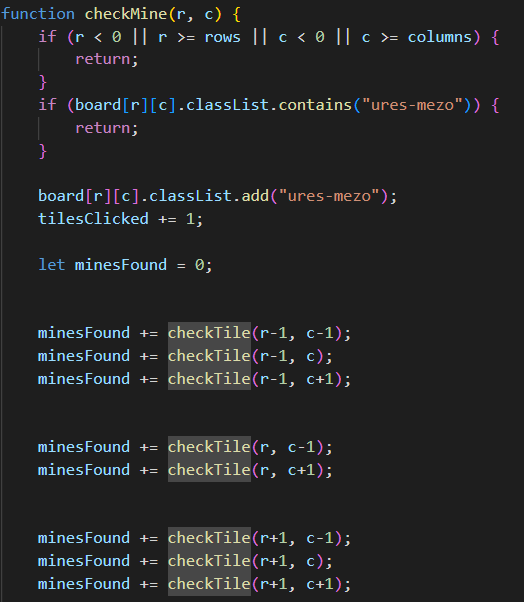 function checkMine(r, c) {
    if (r < 0 || r >= rows || c < 0 || c >= columns) {
        return;
    }
    if (board[r][c].classList.contains("ures-mezo")) {
        return;
    }
    board[r][c].classList.add("ures-mezo");
    tilesClicked += 1;
    let minesFound = 0;
    minesFound += checkTile(r-1, c-1);
    minesFound += checkTile(r-1, c);
    minesFound += checkTile(r-1, c+1);
    minesFound += checkTile(r, c-1);
    minesFound += checkTile(r, c+1);
    minesFound += checkTile(r+1, c-1);
    minesFound += checkTile(r+1, c);
    minesFound += checkTile(r+1, c+1);